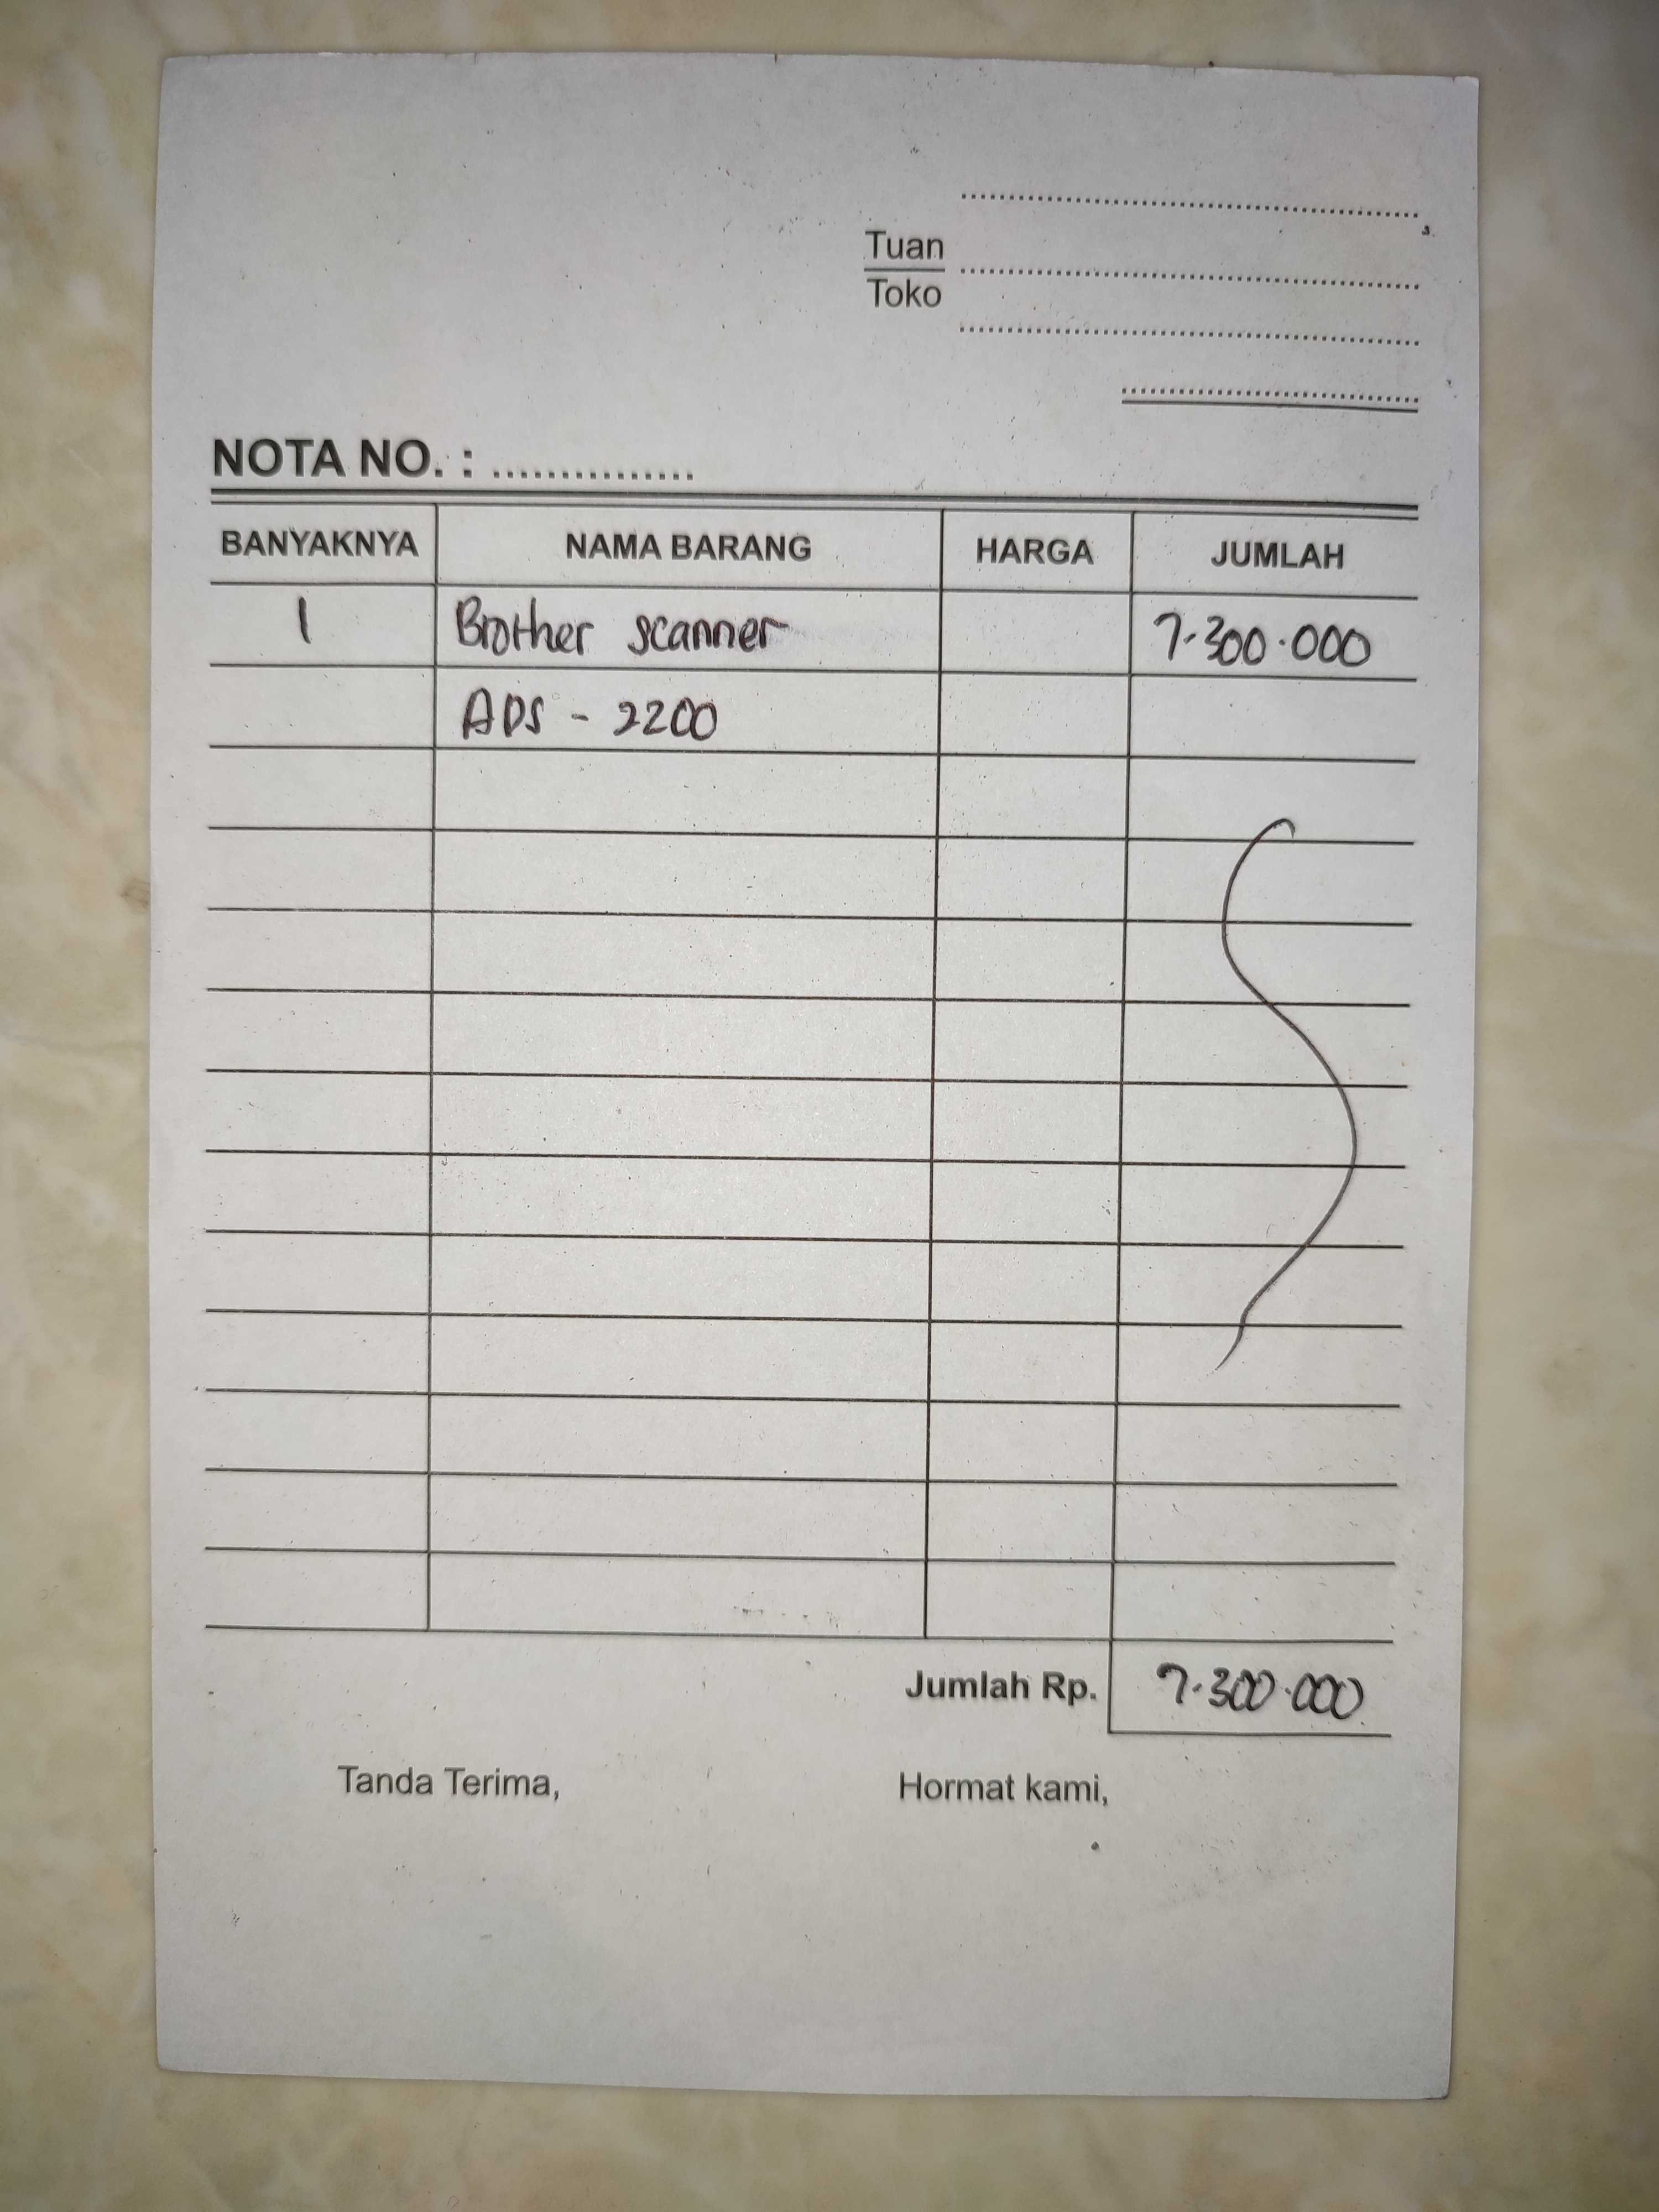 Tuan
Toko
NOTA NO. : ...............
BANYAKNYA NAMA BARANG HARGA JUMLAH
1 Brother scanner 7.300.000
ADS - 2200
Jumlah Rp. 7.300.000
Tanda Terima, Hormat kami,